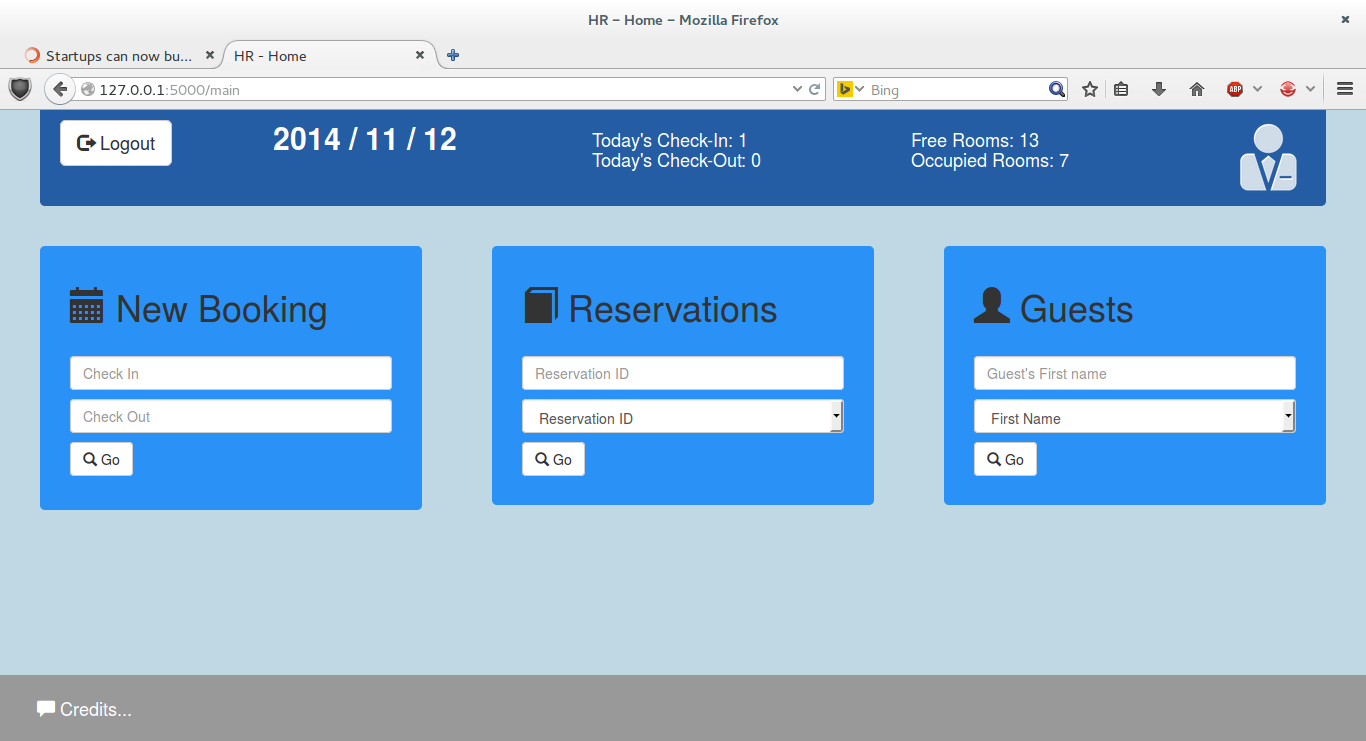 HR – Home – Mozilla Firefox
Startups can now bu...
HR - Home
127.0.0.1:5000/main
Bing
ABP
Logout
2014 / 11 / 12
Today's Check-In: 1
Today's Check-Out: 0
Free Rooms: 13
Occupied Rooms: 7
New Booking
Check In
Check Out
Go
Reservations
Reservation ID
Reservation ID
Go
Guests
Guest's First name
First Name
Go
Credits...